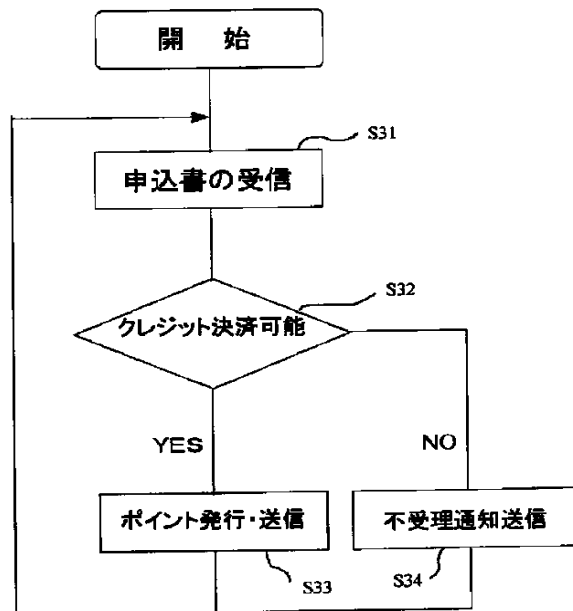 開 始
S31
申込書の受信
S32
クレジット決済可能
YES
NO
ポイント発行・送信
不受理通知送信
S33
S34